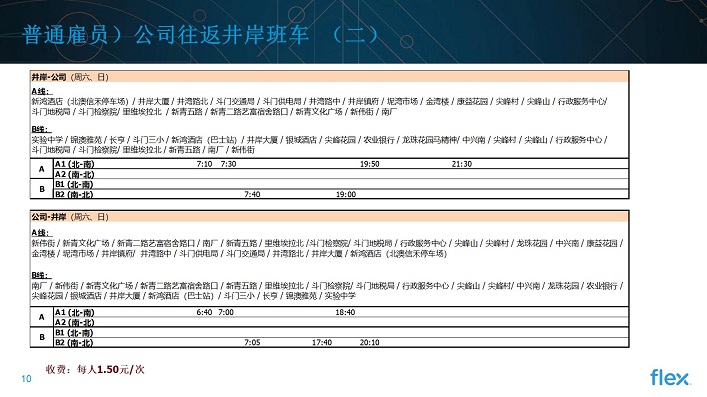 普通雇员）公司往返井岸班车 （二）
井岸-公司 (周六、日)
A线：
新鸿酒店（北澳信禾停车场）/ 井岸大厦 / 井湾路北 / 斗门交通局 / 斗门供电局 / 井湾路中 / 井岸镇府 / 坭湾市场 / 金湾楼 / 康益花园 / 尖峰村 / 尖峰山 / 行政服务中心/
斗门地税局 / 斗门检察院/ 里维埃拉北 / 新青五路 / 新青二路艺富宿舍路口 / 新青文化广场 / 新伟街 / 南厂
B线：
实验中学 / 锦澳雅苑 / 长亨 / 斗门三小 / 新鸿酒店（巴士站）/ 井岸大厦 / 银城酒店 / 尖峰花园 / 农业银行 / 龙珠花园马精神/ 中兴南 / 尖峰村 / 尖峰山 / 行政服务中心 /
斗门地税局 / 斗门检察院/ 里维埃拉北 / 新青五路 / 南厂 / 新伟街
A A1 (北-南) 7:10 7:30 19:50 21:30
A2 (南-北)
B B1 (北-南)
B2 (南-北) 7:40 19:00
公司-井岸 (周六、日)
A线：
新伟街 / 新青文化广场 / 新青二路艺富宿舍路口 / 南厂 / 新青五路 / 里维埃拉北 /斗门检察院/ 斗门地税局 / 行政服务中心 / 尖峰山 / 尖峰村 / 龙珠花园 / 中兴南 / 康益花园 /
金湾楼 / 坭湾市场 / 井岸镇府/ 井湾路中 / 斗门供电局 / 斗门交通局 / 井湾路北 / 井岸大厦 / 新鸿酒店（北澳信禾停车场）
B线：
南厂 / 新伟街 / 新青文化广场 / 新青二路艺富宿舍路口 / 新青五路 / 里维埃拉北 / 斗门检察院/ 斗门地税局 / 行政服务中心 / 尖峰山 / 尖峰村/ 中兴南 / 龙珠花园 / 农业银行 /
尖峰花园 / 银城酒店 / 井岸大厦 / 新鸿酒店（巴士站）/ 斗门三小 / 长亨 / 锦澳雅苑 / 实验中学
A A1 (北-南) 6:40 7:00 18:40
A2 (南-北)
B B1 (北-南)
B2 (南-北) 7:05 17:40 20:10
收费：每人1.50元/次
10
flex